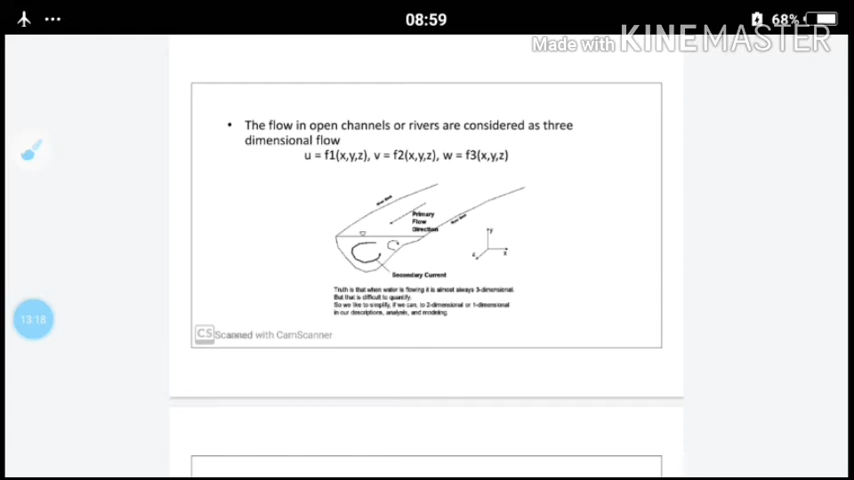 08:59
68%
Made with KINEMASTER
• The flow in open channels or rivers are considered as three
dimensional flow
u = f1(x,y,z), v = f2(x,y,z), w = f3(x,y,z)
Primary
Flow
Direction
y
x
z
Secondary Current
Truth is that when water is flowing it is almost always 3-dimensional.
But that is difficult to quantify.
So we like to simplify, if we can, to 2-dimensional or 1-dimensional
in our descriptions, analysis, and modeling.
CS Scanned with CamScanner
13:18